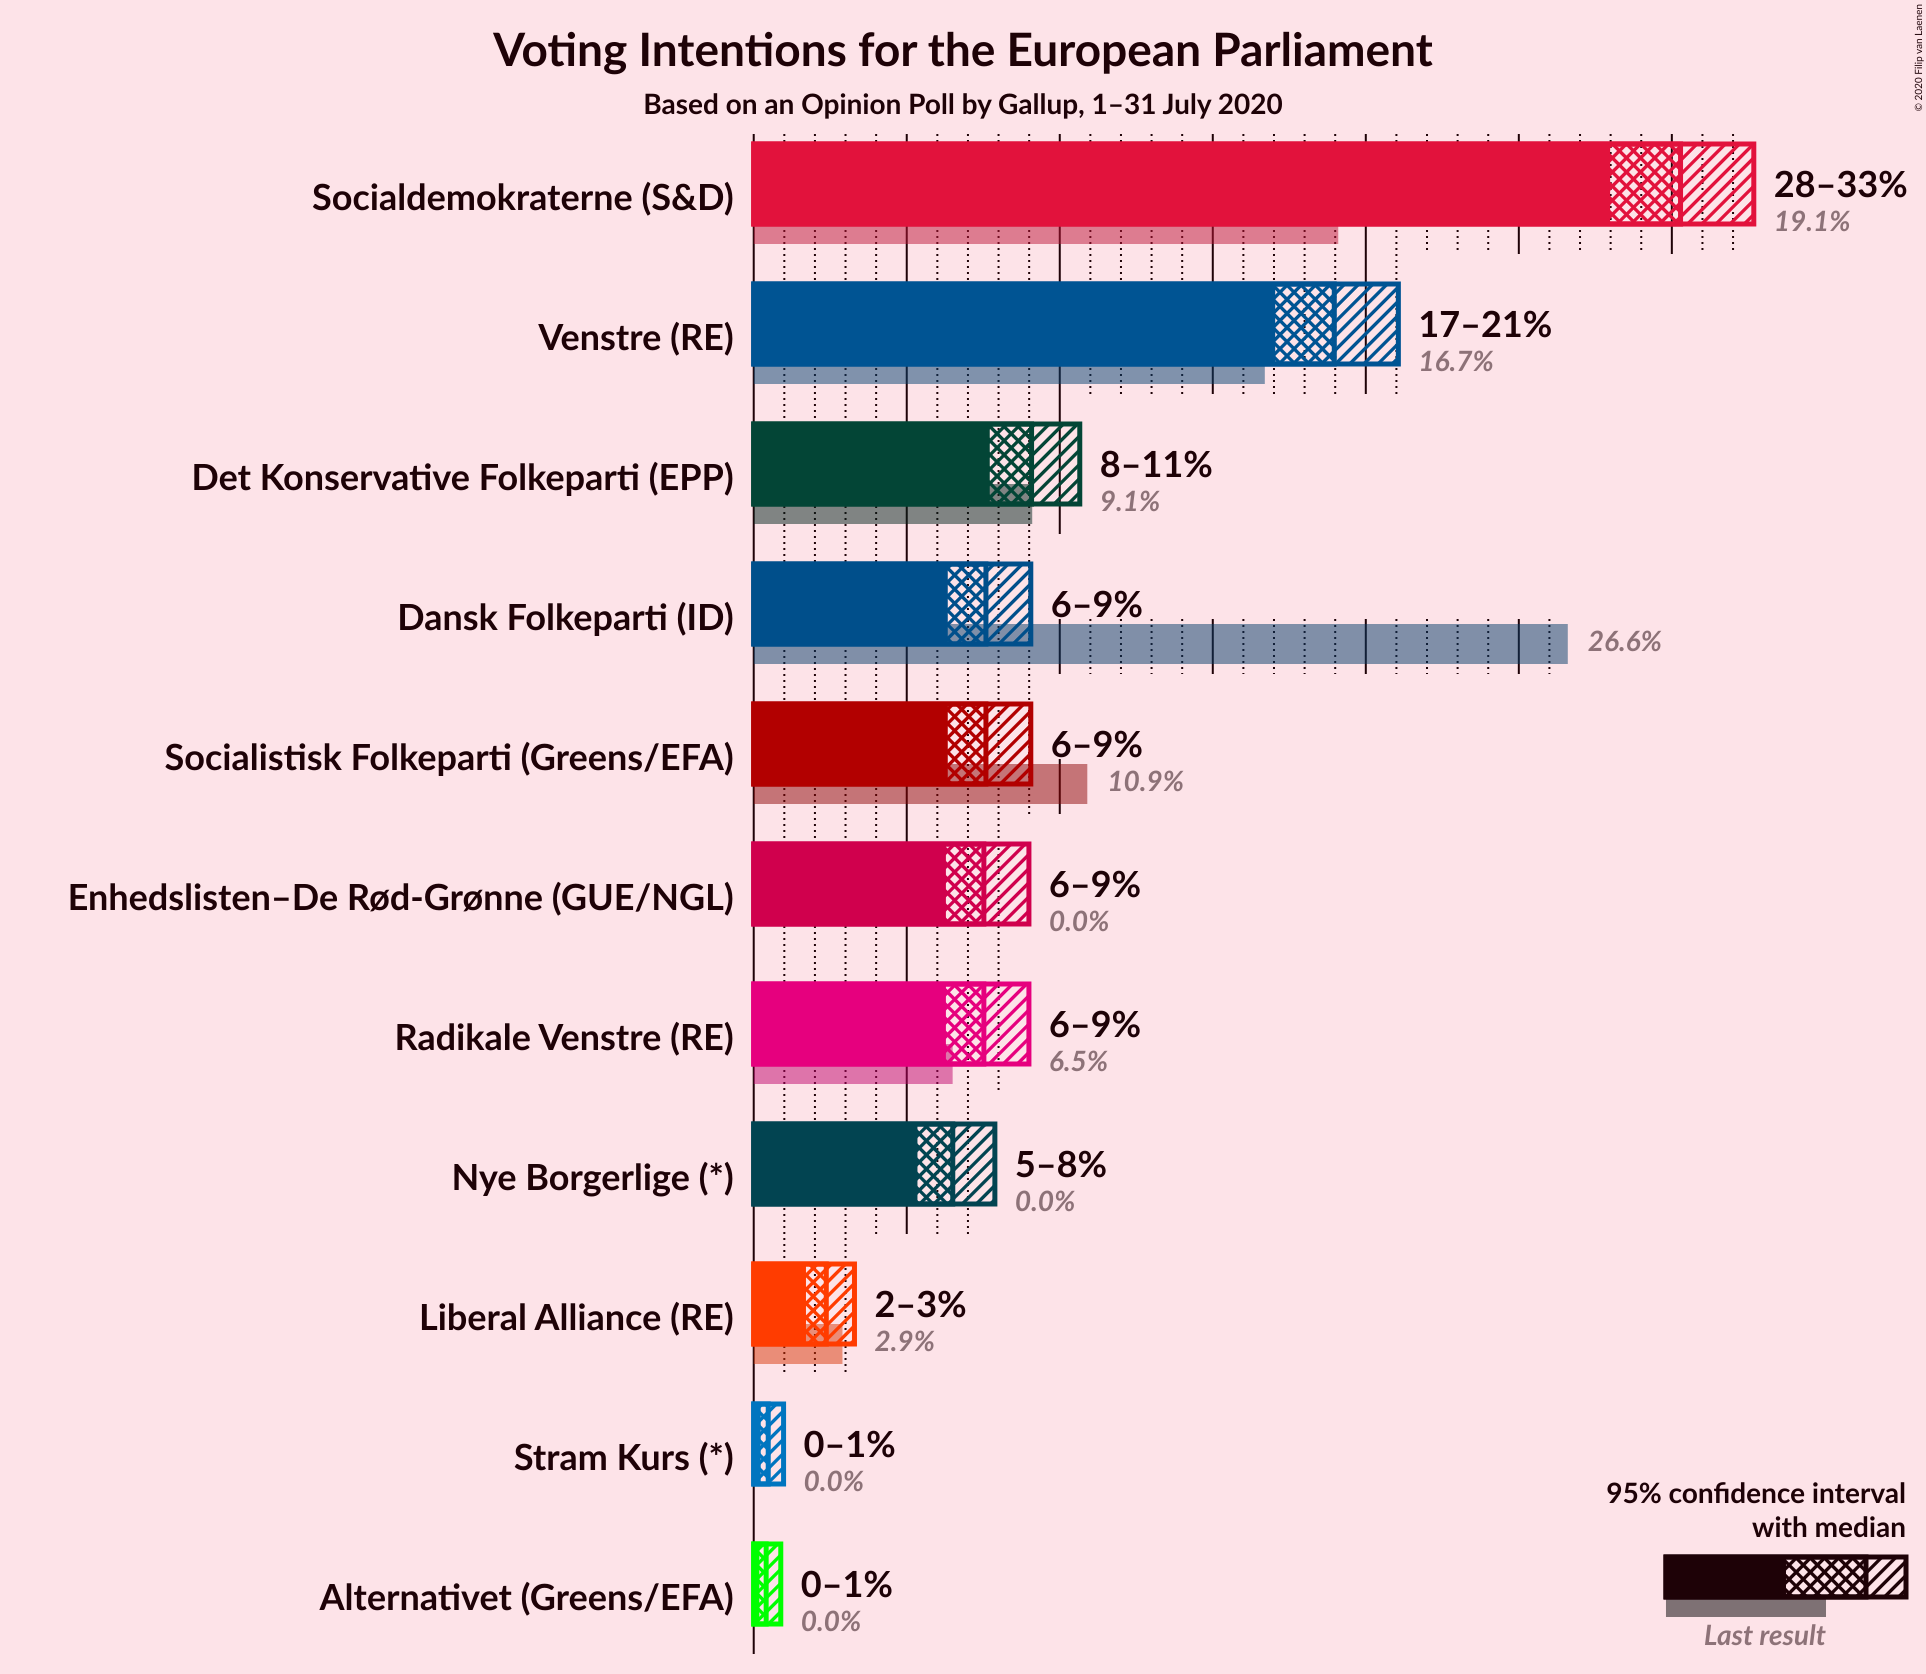 © 2020 Filip van Laenen
Voting Intentions for the European Parliament
Based on an Opinion Poll by Gallup, 1–31 July 2020
Socialdemokraterne (S&D)
28–33%
19.1%
Venstre (RE)
17–21%
16.7%
Det Konservative Folkeparti (EPP)
8–11%
9.1%
Dansk Folkeparti (ID)
6–9%
26.6%
Socialistisk Folkeparti (Greens/EFA)
6–9%
10.9%
Enhedslisten–De Rød-Grønne (GUE/NGL)
6–9%
0.0%
Radikale Venstre (RE)
6–9%
6.5%
Nye Borgerlige (*)
5–8%
0.0%
Liberal Alliance (RE)
2–3%
2.9%
Stram Kurs (*)
0–1%
0.0%
Alternativet (Greens/EFA)
0–1%
0.0%
95% confidence interval
with median
Last result